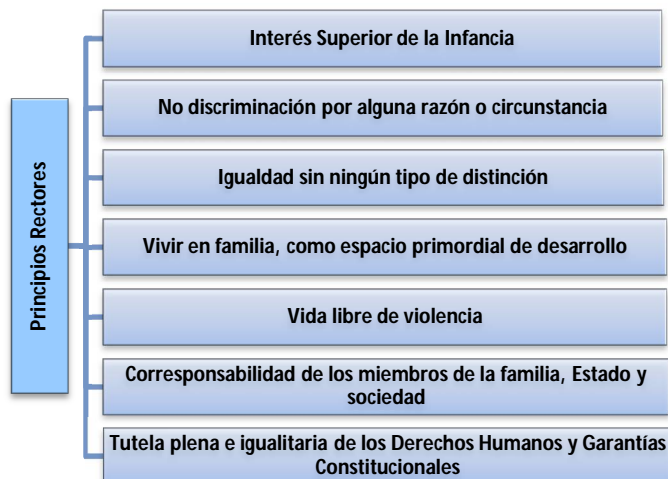 Principios Rectores
Interés Superior de la Infancia
No discriminación por alguna razón o circunstancia
Igualdad sin ningún tipo de distinción
Vivir en familia, como espacio primordial de desarrollo
Vida libre de violencia
Corresponsabilidad de los miembros de la familia, Estado y
sociedad
Tutela plena e igualitaria de los Derechos Humanos y Garantías
Constitucionales